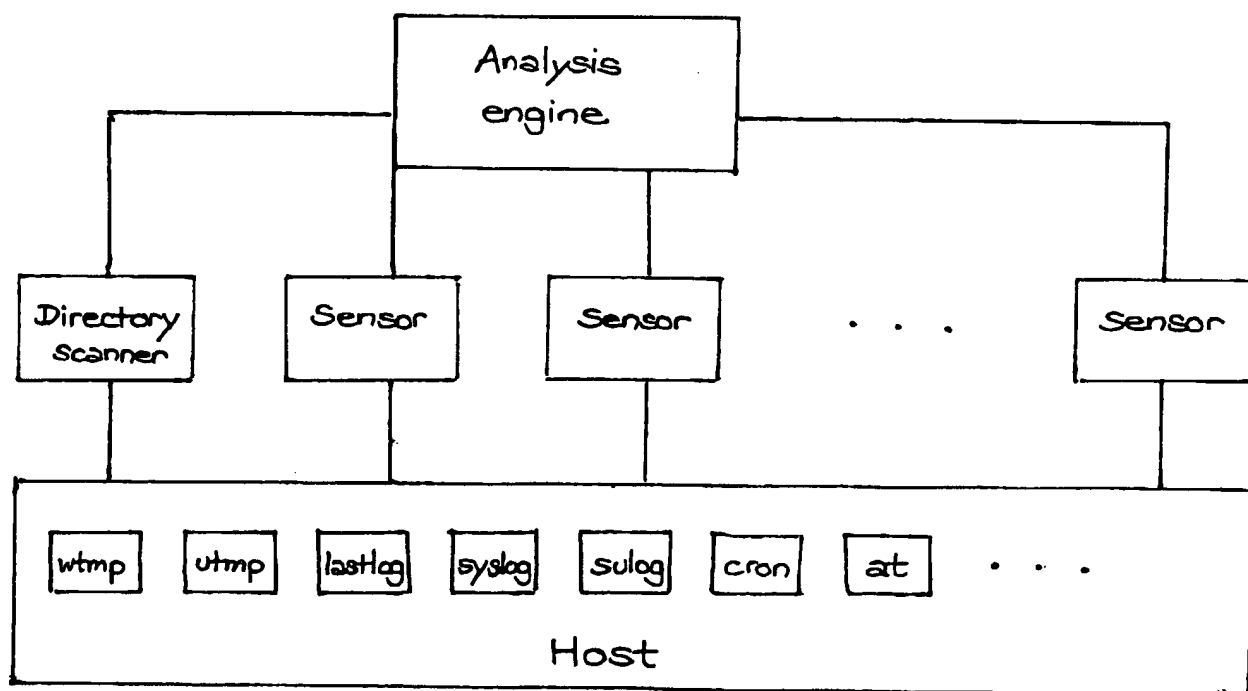 Analysis
engine
Directory
scanner
Sensor
Sensor
. . .
Sensor
wtmp
utmp
lastlog
syslog
sulog
cron
at
. . .
Host